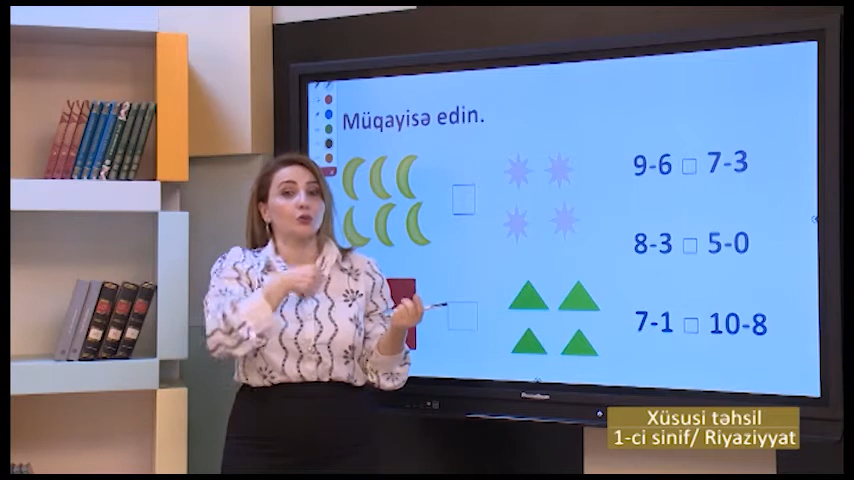 Müqayisə edin.
9-6 □ 7-3
8-3 □ 5-0
7-1 □ 10-8
Xüsusi təhsil
1-ci sinif/ Riyaziyyat